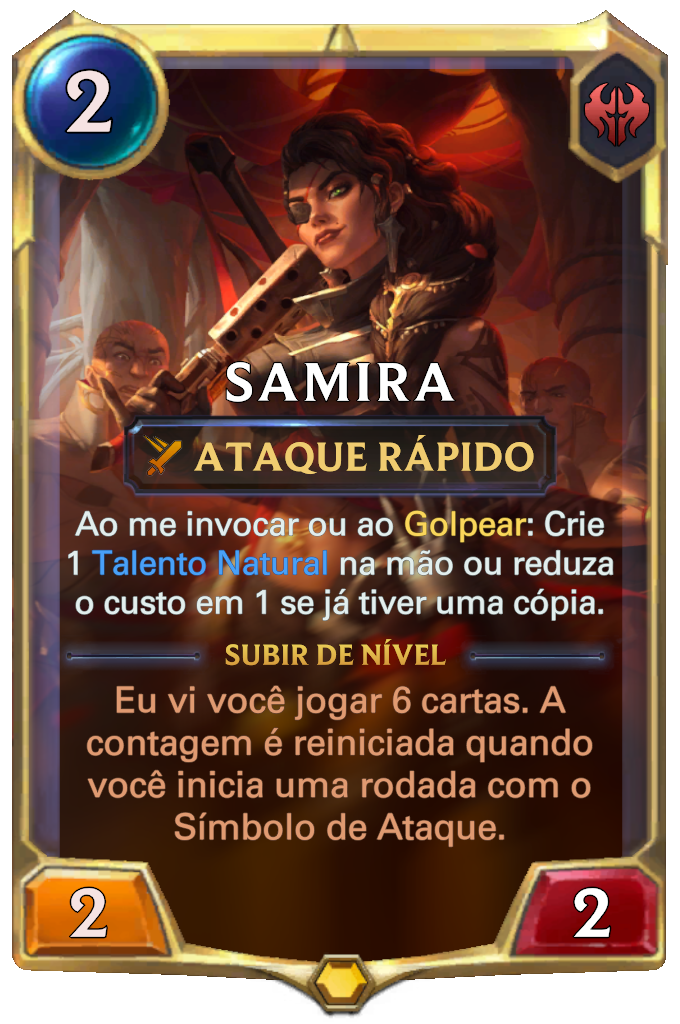 2
SAMIRA
ATAQUE RÁPIDO
Ao me invocar ou ao Golpear: Crie
1 Talento Natural na mão ou reduza
o custo em 1 se já tiver uma cópia.
SUBIR DE NÍVEL
Eu vi você jogar 6 cartas. A
contagem é reiniciada quando
você inicia uma rodada com o
Símbolo de Ataque.
2 2